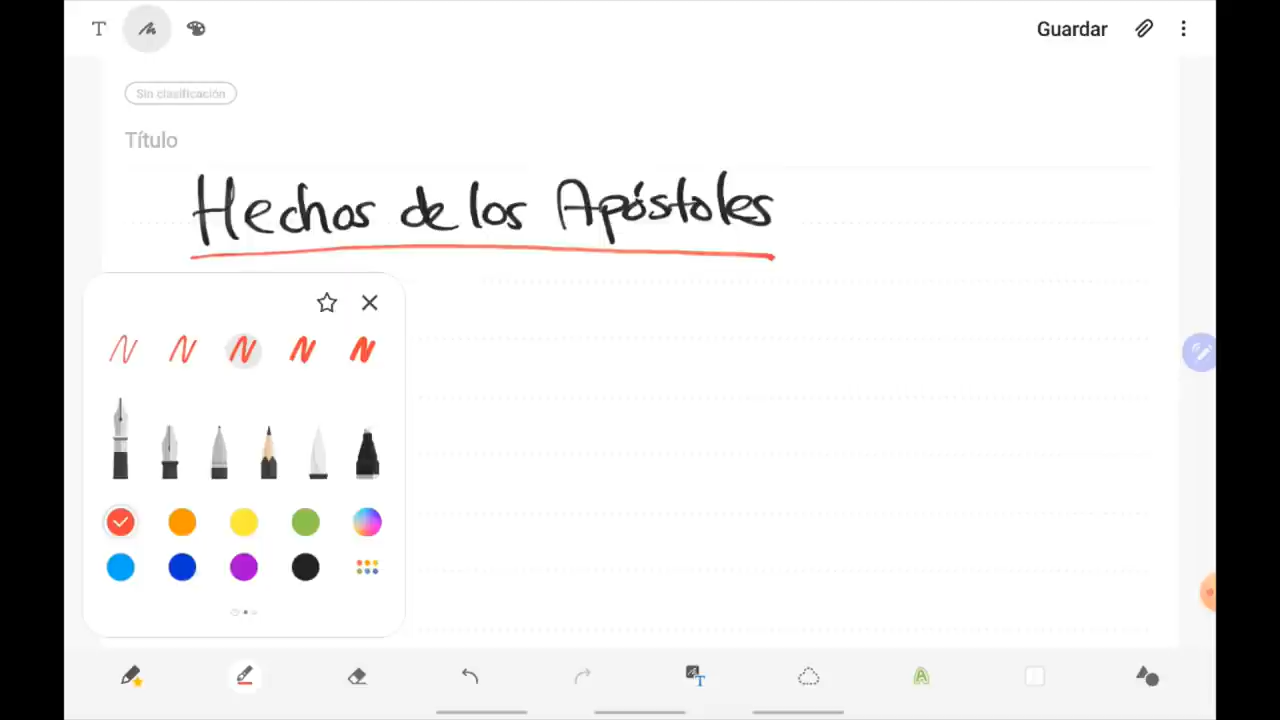 T
Guardar
Sin clasificación
Título
Hechos de los Apóstoles
T
A